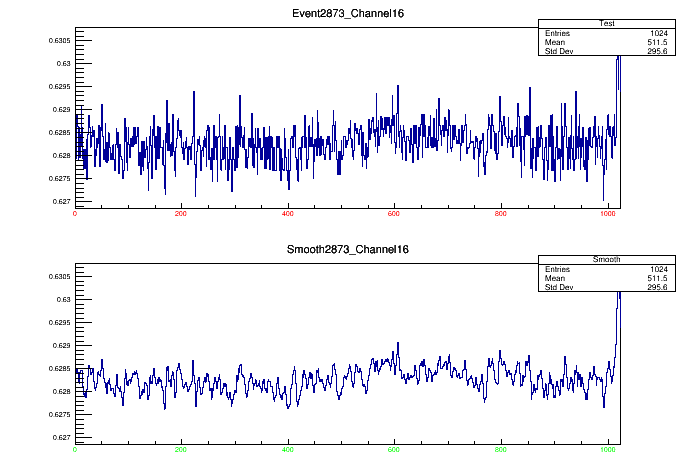 Event2873_Channel16
Test
Entries 1024
Mean 511.5
Std Dev 295.6
0.6305
0.63
0.6295
0.629
0.6285
0.628
0.6275
0.627
0 200 400 600 800 1000
Smooth2873_Channel16
Smooth
Entries 1024
Mean 511.5
Std Dev 295.6
0.6305
0.63
0.6295
0.629
0.6285
0.628
0.6275
0.627
0 200 400 600 800 1000